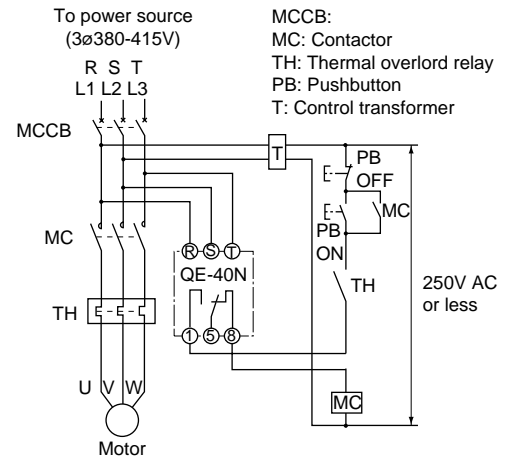 To power source
(3ø380-415V)
R S T
L1 L2 L3
MCCB
MC
TH
U V W
Motor
MCCB:
MC: Contactor
TH: Thermal overlord relay
PB: Pushbutton
T: Control transformer
T
PB
OFF
MC
PB
ON
TH
250V AC
or less
MC
R S T
QE-40N
1 5 8